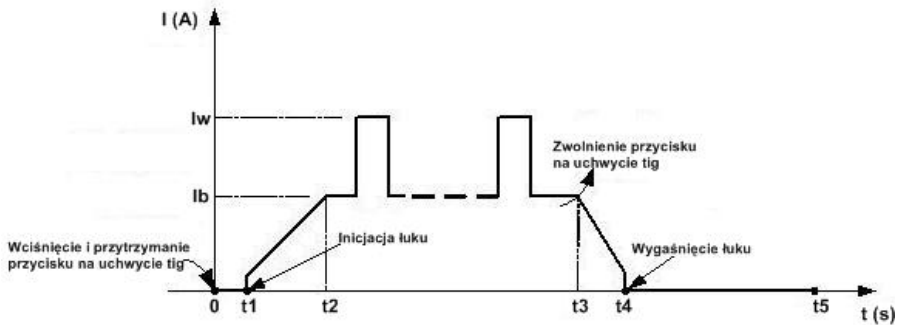 I (A)
Iw
Zwolnienie przycisku
na uchwycie tig
Ib
Wciśnięcie i przytrzymanie
przycisku na uchwycie tig
Inicjacja łuku
Wygaśnięcie łuku
0
t1
t2
t3
t4
t5
t (s)